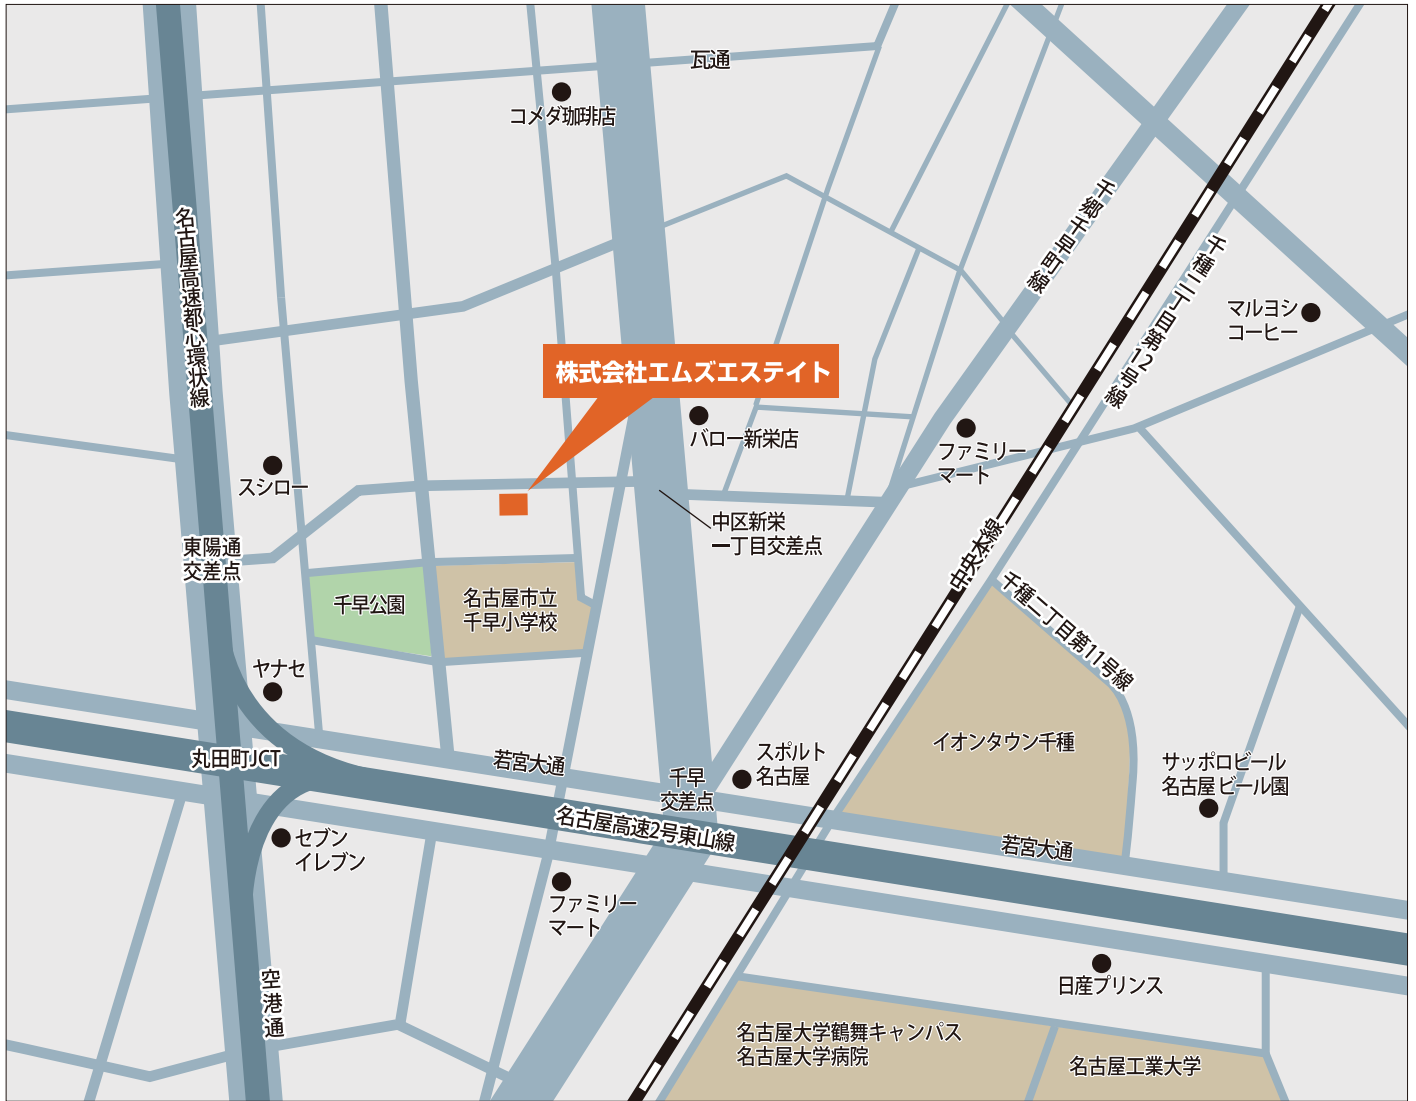 瓦通
コメダ珈琲店
千郷千早町線
名古屋高速都心環状線
千種二丁目第12号線
マルヨシ
コーヒー
株式会社エムズエステイト
バロー新栄店
ファミリー
マート
スシロー
中区新栄
一丁目交差点
東陽通
交差点
中央本線
千早公園
名古屋市立
千早小学校
千種二丁目第11号線
ヤナセ
イオンタウン千種
丸田町JCT
若宮大通
スポルト
名古屋
千早
交差点
サッポロビール
名古屋ビール園
名古屋高速2号東山線
セブン
イレブン
若宮大通
ファミリー
マート
空港通
日産プリンス
名古屋大学鶴舞キャンパス
名古屋大学病院
名古屋工業大学